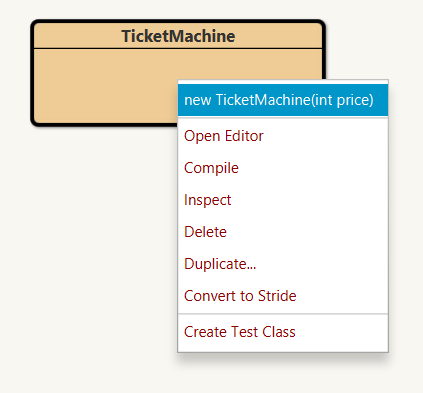 TicketMachine
new TicketMachine(int price)
Open Editor
Compile
Inspect
Delete
Duplicate...
Convert to Stride
Create Test Class